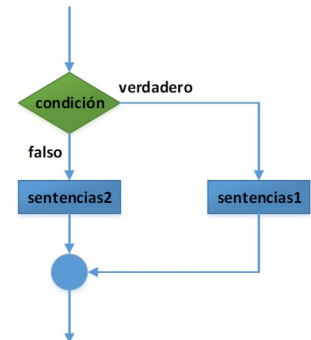 verdadero
condición
falso
sentencias2
sentencias1